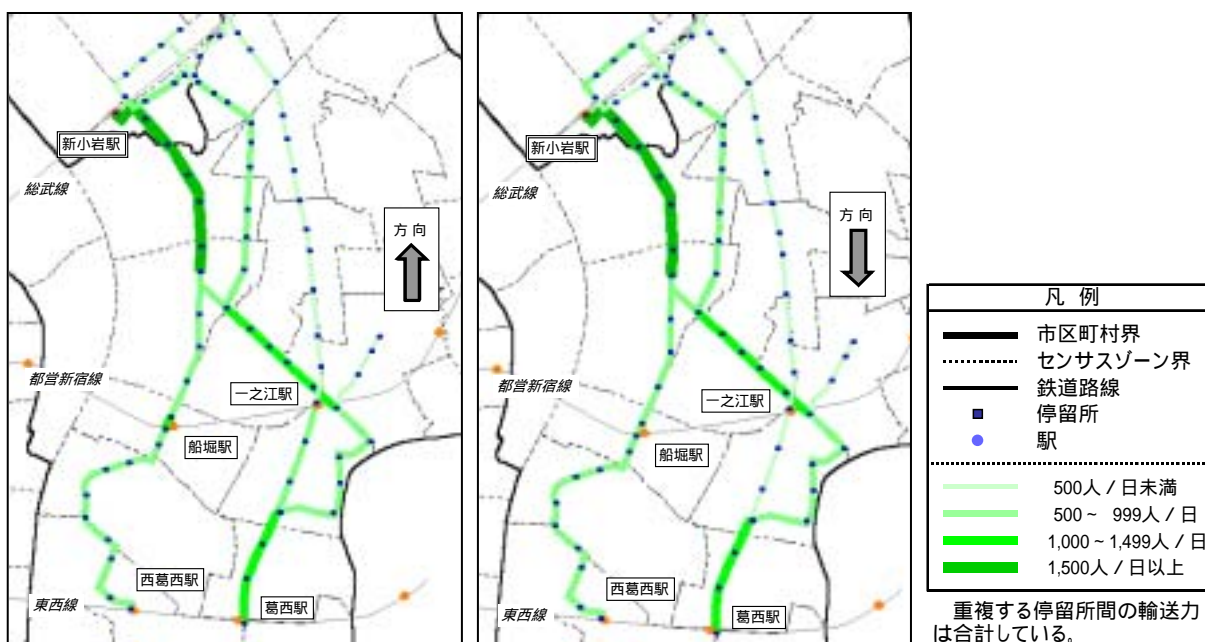 新小岩駅
総武線
方向
都営新宿線
一之江駅
船堀駅
西葛西駅
東西線
葛西駅
新小岩駅
総武線
方向
都営新宿線
一之江駅
船堀駅
西葛西駅
東西線
葛西駅
凡 例
市区町村界
センサスゾーン界
鉄道路線
停留所
駅
500人 / 日未満
500 ~ 999人 / 日
1,000 ~ 1,499人 / 日
1,500人 / 日以上
重複する停留所間の輸送力
は合計している。